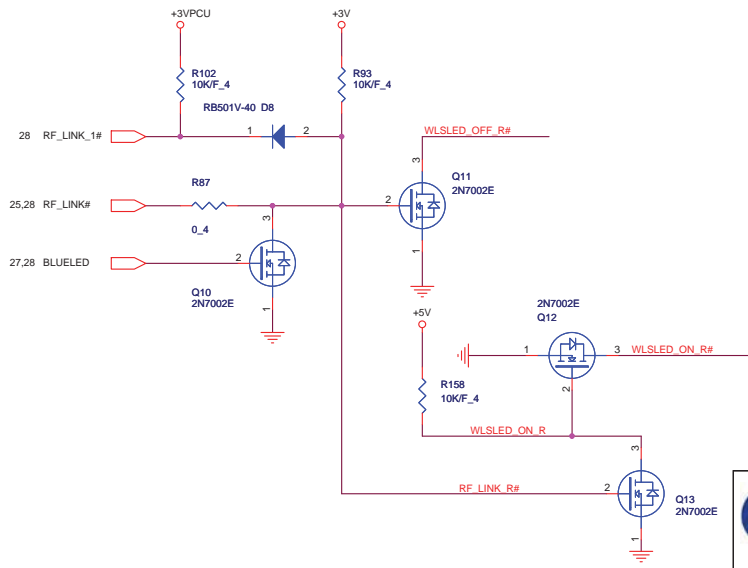 +3VPCU
+3V
R102
10K/F_4
R93
10K/F_4
RB501V-40 D8
28 RF_LINK_1#
1
2
WLSLED_OFF_R#
3
Q11
2N7002E
R87
25,28 RF_LINK#
2
0_4
3
27,28 BLUELED
2
1
Q10
2N7002E
1
2N7002E
Q12
+5V
1
3 WLSLED_ON_R#
R158
10K/F_4
2
WLSLED_ON_R
3
RF_LINK_R#
2
Q13
2N7002E
1